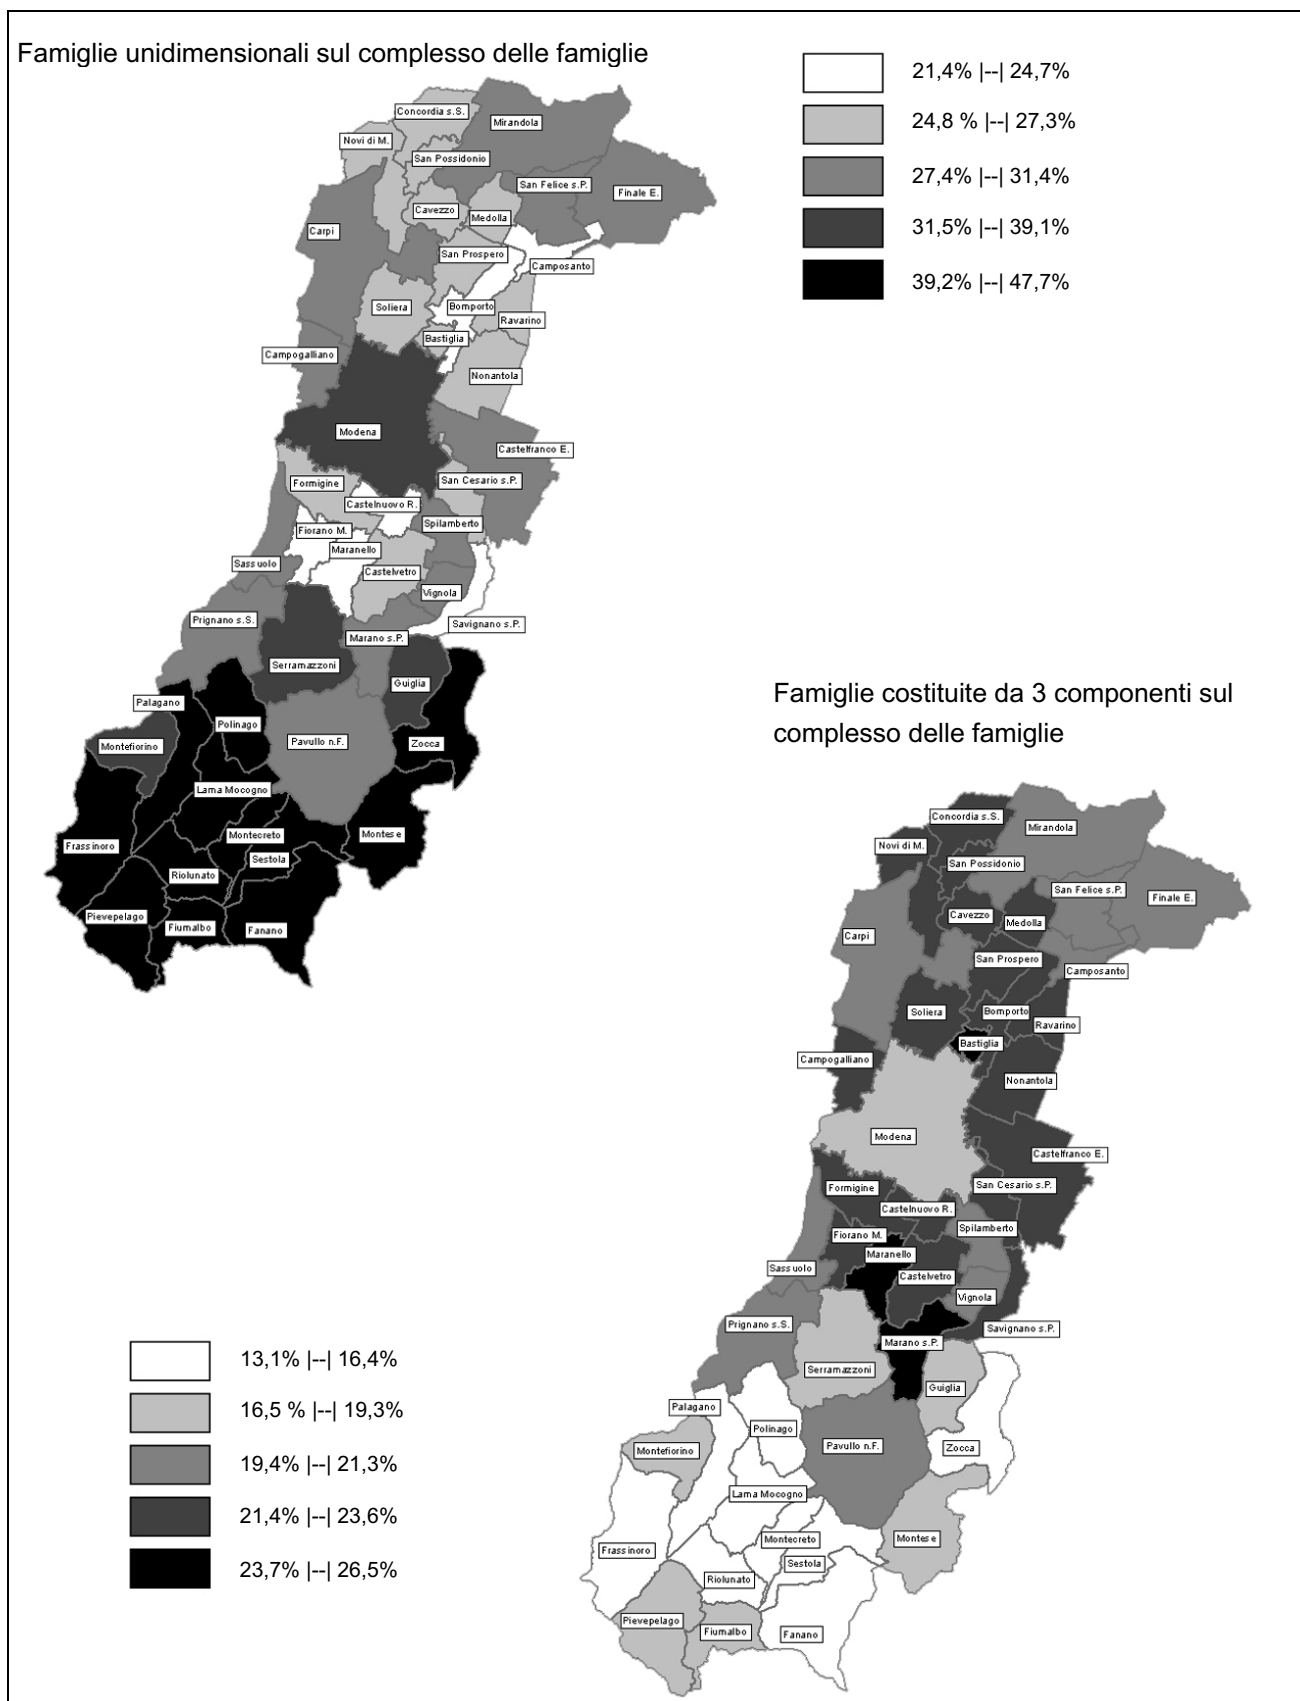 Famiglie unidimensionali sul complesso delle famiglie
21,4% |--| 24,7%
24,8 % |--| 27,3%
27,4% |--| 31,4%
31,5% |--| 39,1%
39,2% |--| 47,7%
Concordia s.S.
Mirandola
Novi di M.
San Possidonio
San Felice s.P.
Finale E.
Cavezzo
Medolla
Carpi
San Prospero
Camposanto
Soliera
Bomporto
Ravarino
Bastiglia
Campogalliano
Nonantola
Modena
Castelfranco E.
Formigine
San Cesario s.P.
Castelnuovo R.
Fiorano M.
Spilamberto
Maranello
Sassuolo
Castelvetro
Vignola
Prignano s.S.
Savignano s.P.
Marano s.P.
Serramazzoni
Guiglia
Palagano
Polinago
Montefiorino
Pavullo n.F.
Zocca
Lama Mocogno
Frassinoro
Montecreto
Montese
Sestola
Riolunato
Pievepelago
Fiumalbo
Fanano
Famiglie costituite da 3 componenti sul
complesso delle famiglie
Concordia s.S.
Mirandola
Novi di M.
San Possidonio
San Felice s.P.
Finale E.
Cavezzo
Medolla
Carpi
San Prospero
Camposanto
Soliera
Bomporto
Ravarino
Bastiglia
Campogalliano
Nonantola
Modena
Castelfranco E.
Formigine
San Cesario s.P.
Castelnuovo R.
Fiorano M.
Spilamberto
Maranello
Sassuolo
Castelvetro
Vignola
Prignano s.S.
Savignano s.P.
Marano s.P.
Serramazzoni
Guiglia
Palagano
Polinago
Montefiorino
Pavullo n.F.
Zocca
Lama Mocogno
Frassinoro
Montecreto
Montese
Sestola
Riolunato
Pievepelago
Fiumalbo
Fanano
13,1% |--| 16,4%
16,5 % |--| 19,3%
19,4% |--| 21,3%
21,4% |--| 23,6%
23,7% |--| 26,5%